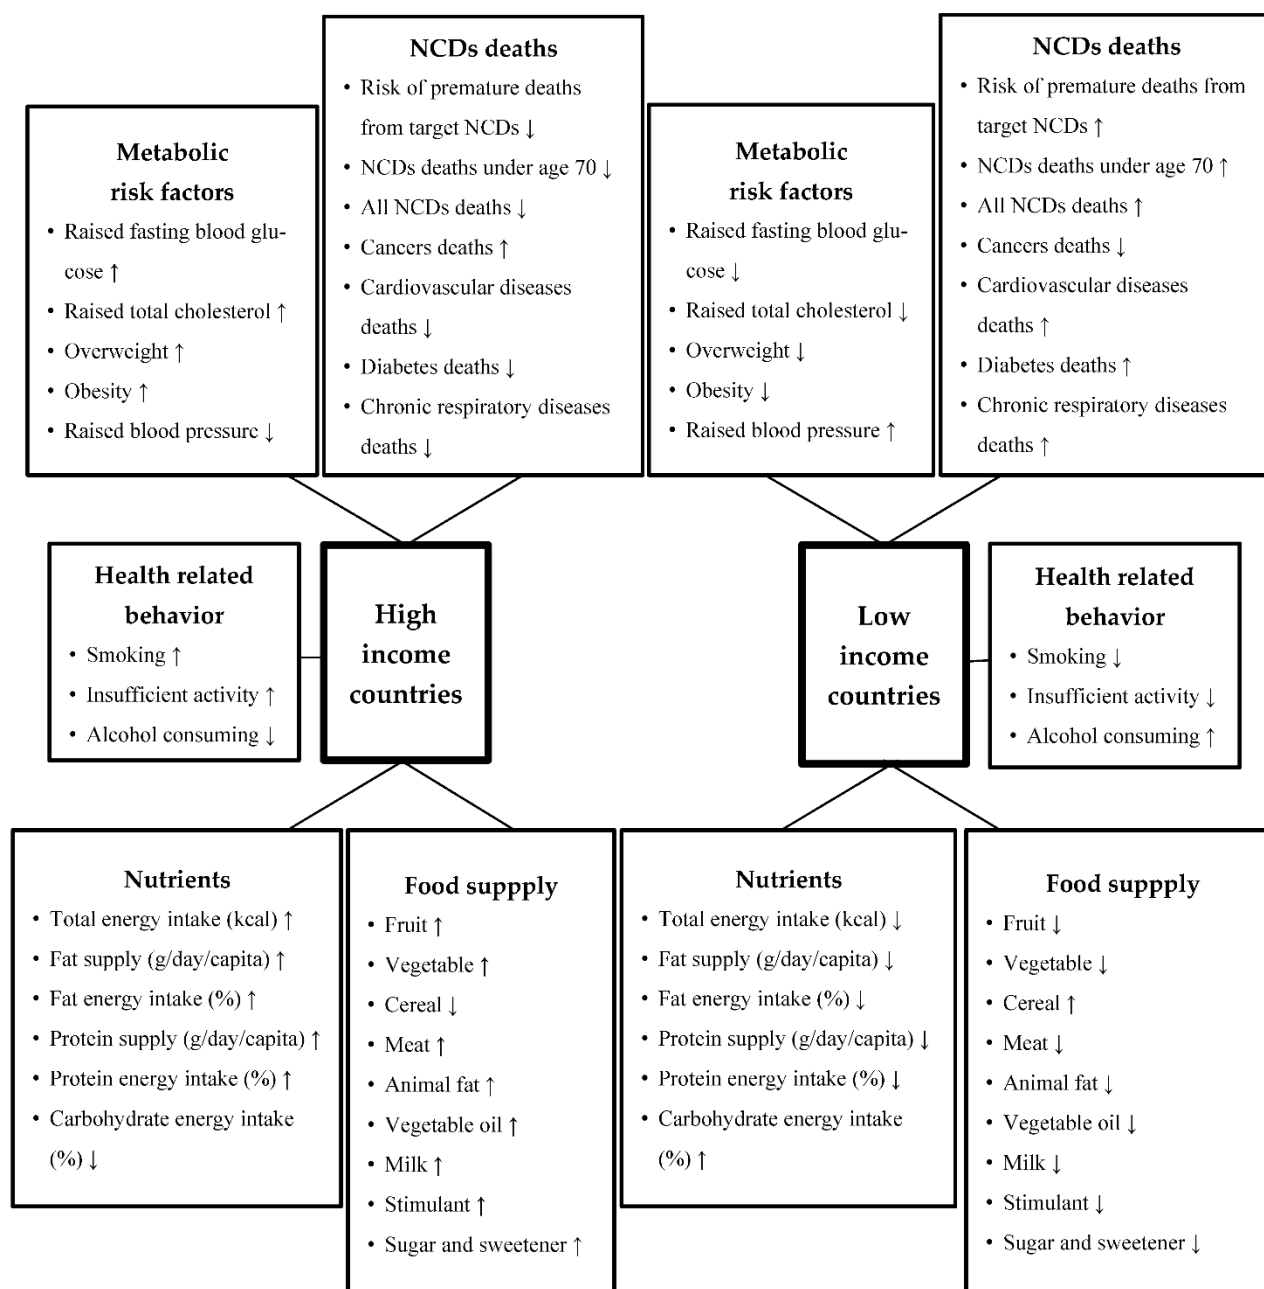 NCDs deaths
• Risk of premature deaths
from target NCDs ↓
• NCDs deaths under age 70 ↓
• All NCDs deaths ↓
• Cancers deaths ↑
• Cardiovascular diseases
deaths ↓
• Diabetes deaths ↓
• Chronic respiratory diseases
deaths ↓
NCDs deaths
• Risk of premature deaths from
target NCDs ↑
• NCDs deaths under age 70 ↑
• All NCDs deaths ↑
• Cancers deaths ↓
• Cardiovascular diseases
deaths ↑
• Diabetes deaths ↑
• Chronic respiratory diseases
deaths ↑
Metabolic
risk factors
• Raised fasting blood glu-
cose ↑
• Raised total cholesterol ↑
• Overweight ↑
• Obesity ↑
• Raised blood pressure ↓
Metabolic
risk factors
• Raised fasting blood glu-
cose ↓
• Raised total cholesterol ↓
• Overweight ↓
• Obesity ↓
• Raised blood pressure ↑
Health related
behavior
• Smoking ↑
• Insufficient activity ↑
• Alcohol consuming ↓
High
income
countries
Low
income
countries
Health related
behavior
• Smoking ↓
• Insufficient activity ↓
• Alcohol consuming ↑
Nutrients
• Total energy intake (kcal) ↑
• Fat supply (g/day/capita) ↑
• Fat energy intake (%) ↑
• Protein supply (g/day/capita) ↑
• Protein energy intake (%) ↑
• Carbohydrate energy intake
(%) ↓
Food suppply
• Fruit ↑
• Vegetable ↑
• Cereal ↓
• Meat ↑
• Animal fat ↑
• Vegetable oil ↑
• Milk ↑
• Stimulant ↑
• Sugar and sweetener ↑
Nutrients
• Total energy intake (kcal) ↓
• Fat supply (g/day/capita) ↓
• Fat energy intake (%) ↓
• Protein supply (g/day/capita) ↓
• Protein energy intake (%) ↓
• Carbohydrate energy intake
(%) ↑
Food suppply
• Fruit ↓
• Vegetable ↓
• Cereal ↑
• Meat ↓
• Animal fat ↓
• Vegetable oil ↓
• Milk ↓
• Stimulant ↓
• Sugar and sweetener ↓